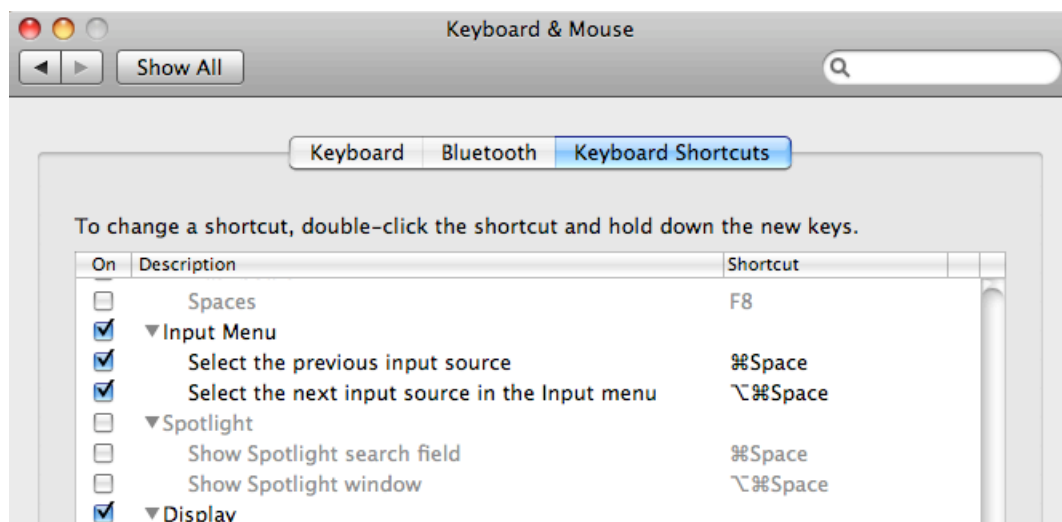 Keyboard & Mouse
Show All
Keyboard Bluetooth Keyboard Shortcuts
To change a shortcut, double-click the shortcut and hold down the new keys.
On Description Shortcut
Spaces F8
Input Menu
Select the previous input source ⌘Space
Select the next input source in the Input menu ⌥⌘Space
Spotlight
Show Spotlight search field ⌘Space
Show Spotlight window ⌥⌘Space
Display